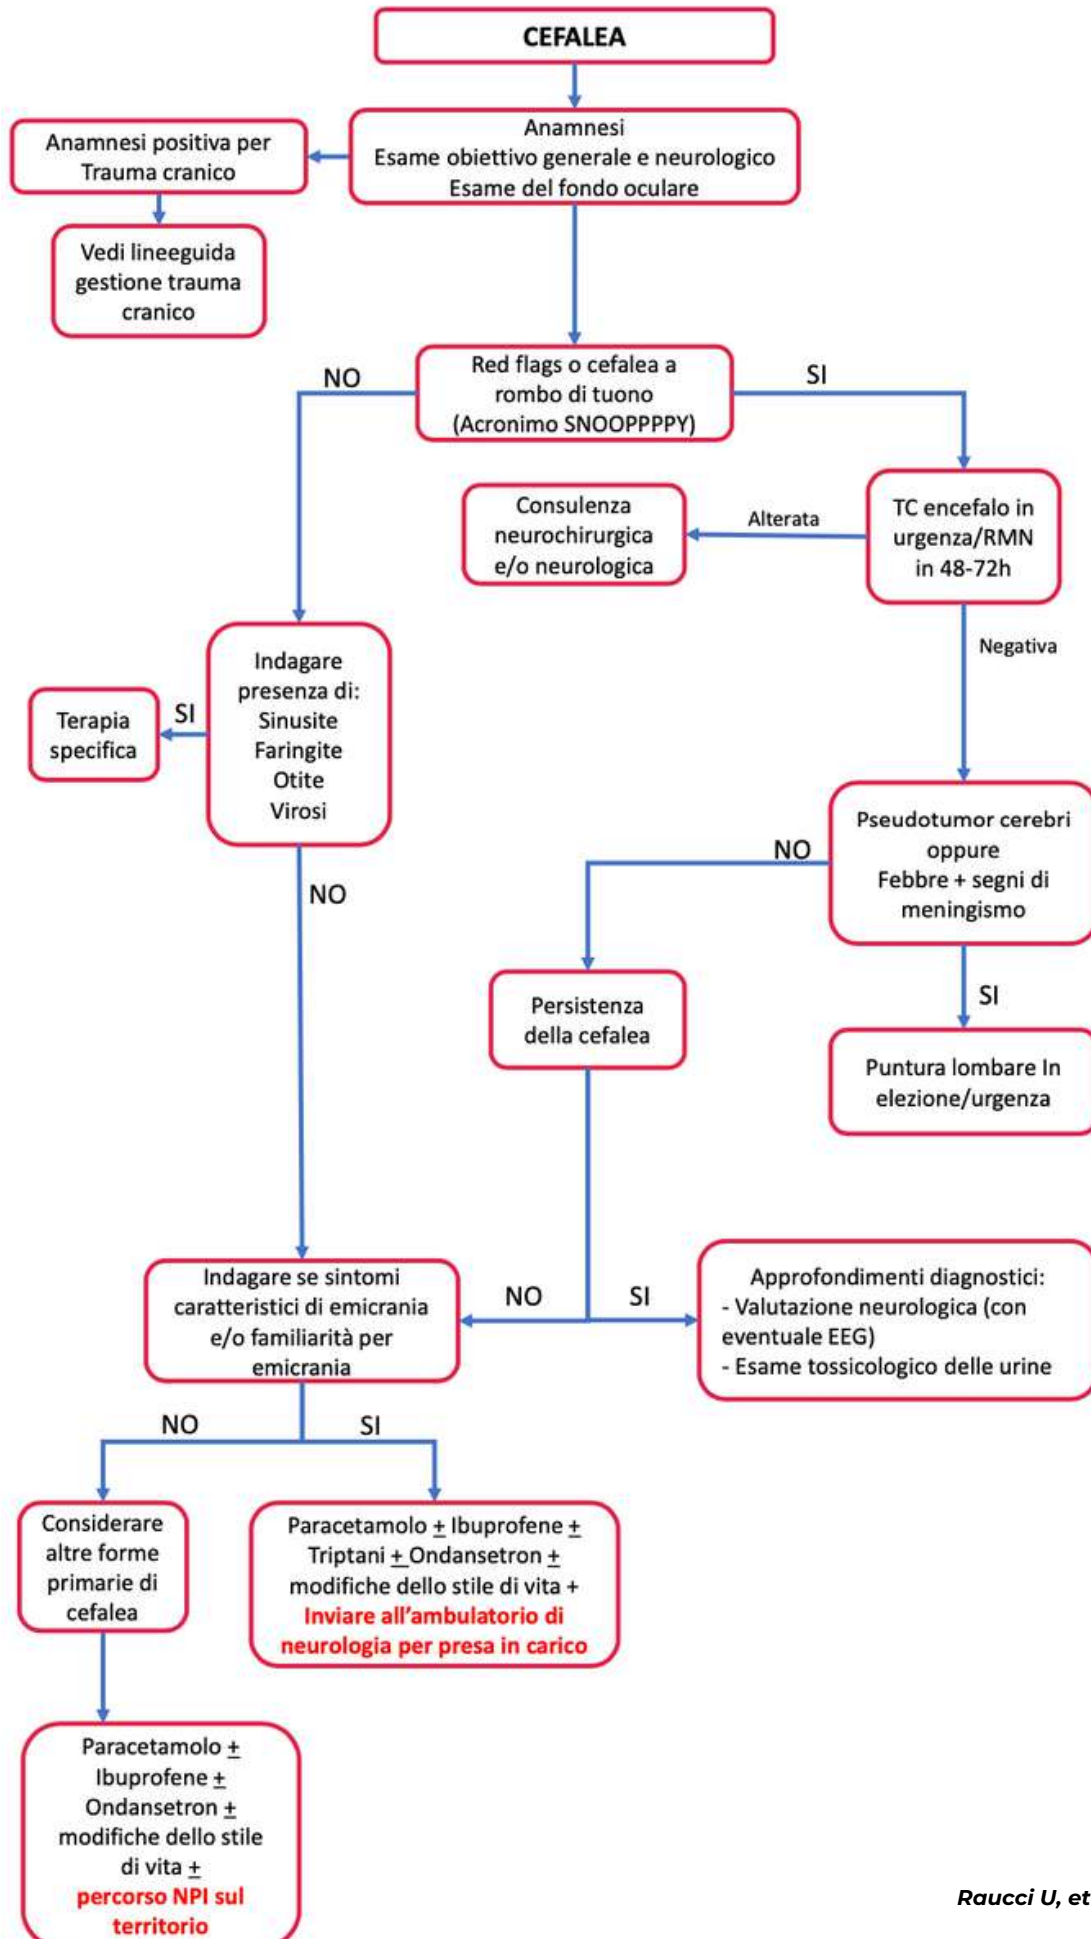 CEFALEA
Anamnesi
Esame obiettivo generale e neurologico
Esame del fondo oculare
Anamnesi positiva per
Trauma cranico
Vedi lineeguida
gestione trauma
cranico
Red flags o cefalea a
rombo di tuono
(Acronimo SNOOPPPPY)
NO
SI
Consulenza
neurochirurgica
e/o neurologica
Alterata
TC encefalo in
urgenza/RMN
in 48-72h
Negativa
Indagare
presenza di:
Sinusite
Faringite
Otite
Virosi
SI
Terapia
specifica
NO
Pseudotumor cerebri
oppure
Febbre + segni di
meningismo
NO
SI
Persistenza
della cefalea
Puntura lombare In
elezione/urgenza
Indagare se sintomi
caratteristici di emicrania
e/o familiarità per
emicrania
NO
SI
Approfondimenti diagnostici:
- Valutazione neurologica (con
eventuale EEG)
- Esame tossicologico delle urine
NO
SI
Considerare
altre forme
primarie di
cefalea
Paracetamolo ± Ibuprofene ±
Triptani ± Ondansetron ±
modifiche dello stile di vita +
Inviare all’ambulatorio di
neurologia per presa in carico
Paracetamolo ±
Ibuprofene ±
Ondansetron ±
modifiche dello stile
di vita ±
percorso NPI sul
territorio
Raucci U, et